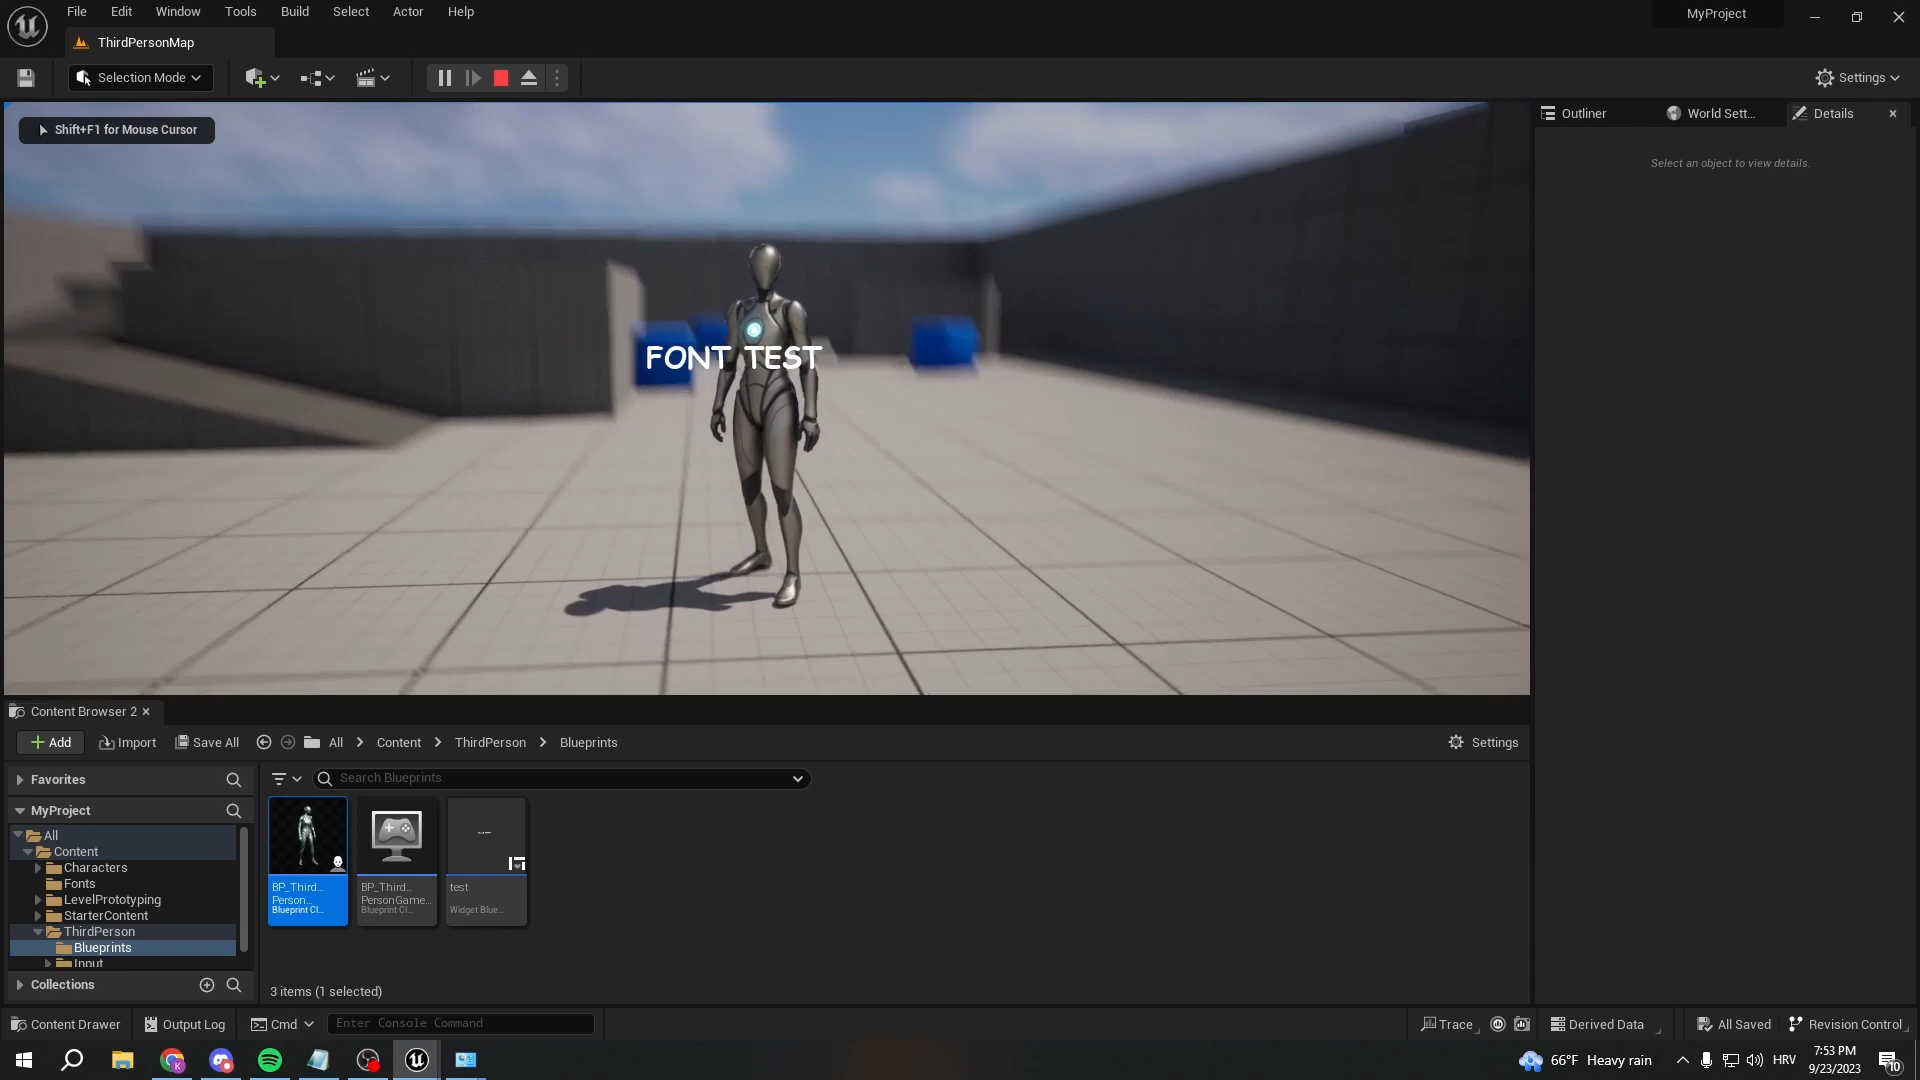 File Edit Window Tools Build Select Actor Help
MyProject
ThirdPersonMap
Selection Mode
Settings
Shift+F1 for Mouse Cursor
Outliner
World Sett...
Details
Select an object to view details.
FONT TEST
Content Browser 2
Add
Import
Save All
All
Content
ThirdPerson
Blueprints
Settings
Favorites
Search Blueprints
MyProject
All
Content
Characters
Fonts
LevelPrototyping
StarterContent
ThirdPerson
Blueprints
Input
Collections
BP_Third...
Person...
Blueprint Cl...
BP_Third...
PersonGame...
Blueprint Cl...
test
Widget Blue...
3 items (1 selected)
Content Drawer
Output Log
Cmd
Enter Console Command
Trace
Derived Data
All Saved
Revision Control
66°F Heavy rain
HRV
7:53 PM
9/23/2023
10